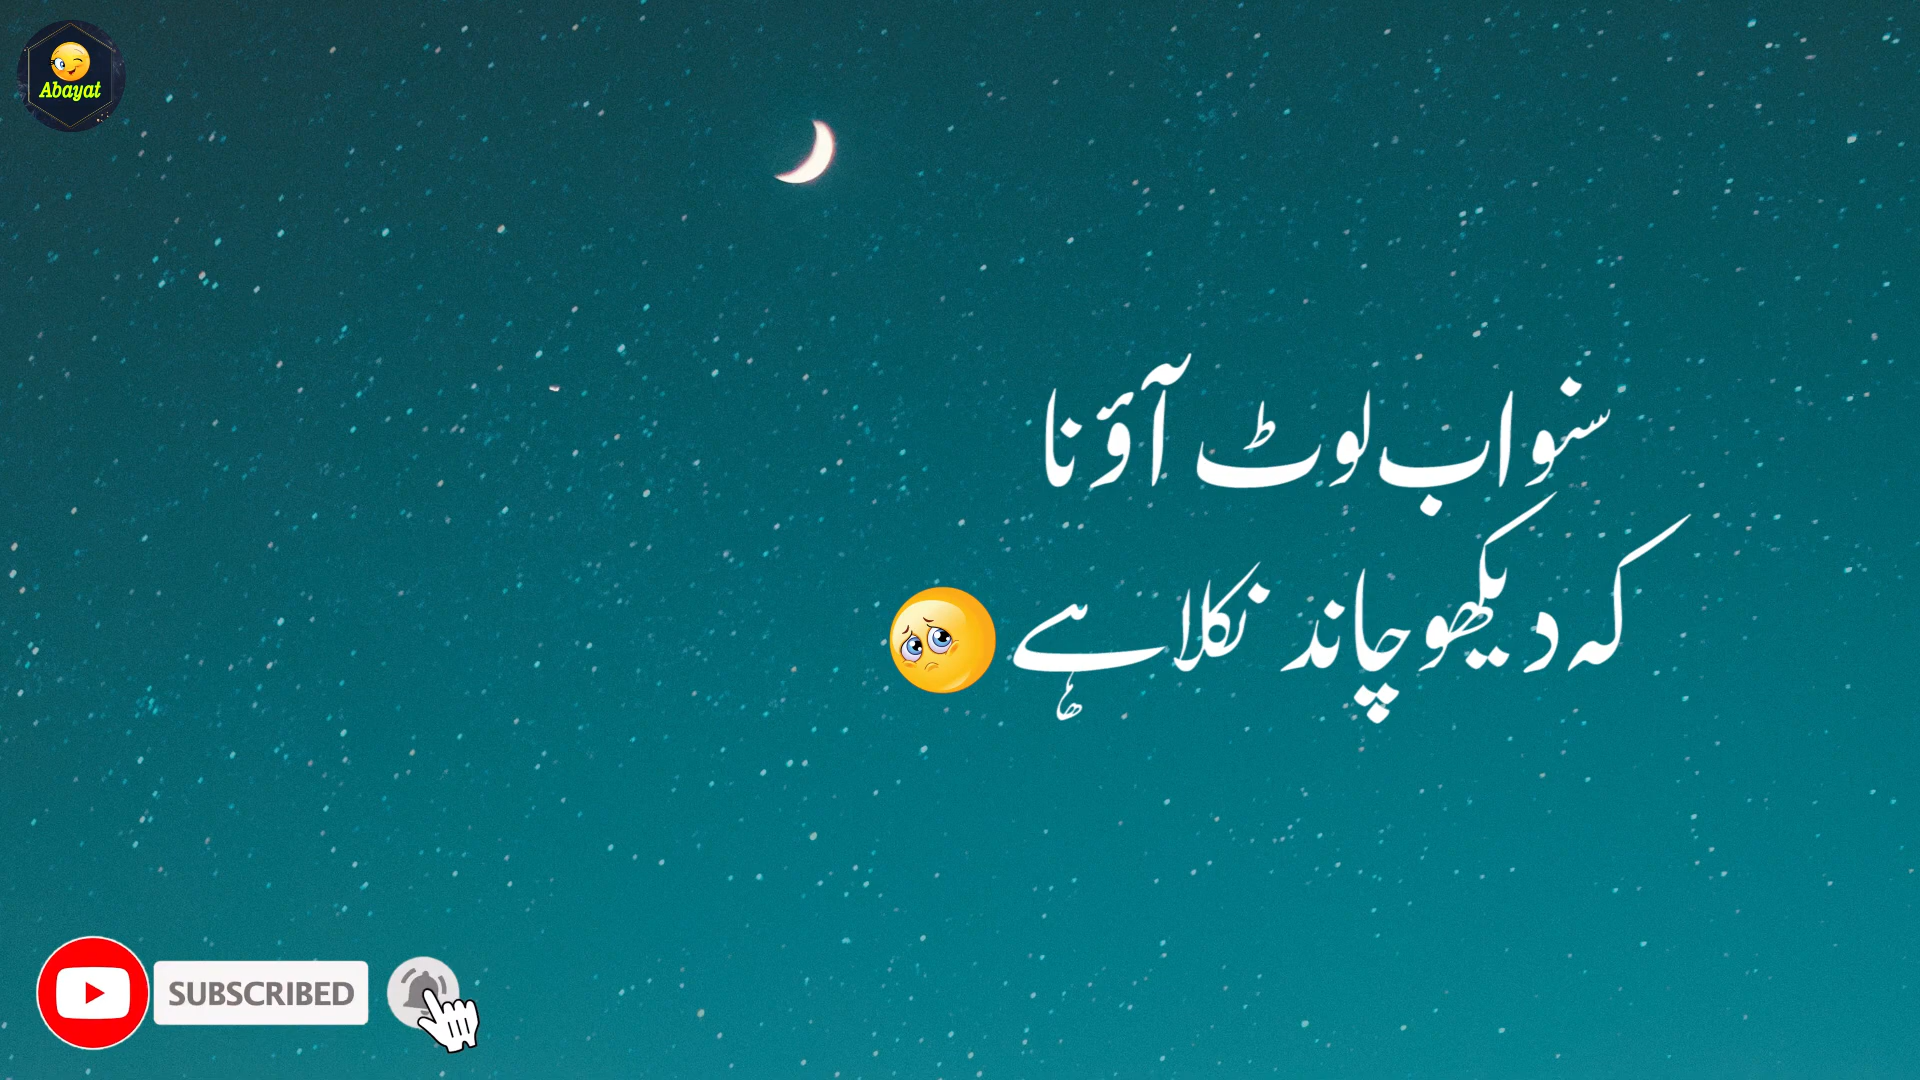 Abayat
سنو اب لوٹ آؤ نا
کہ دیکھو چاند نکلا ہے
SUBSCRIBED